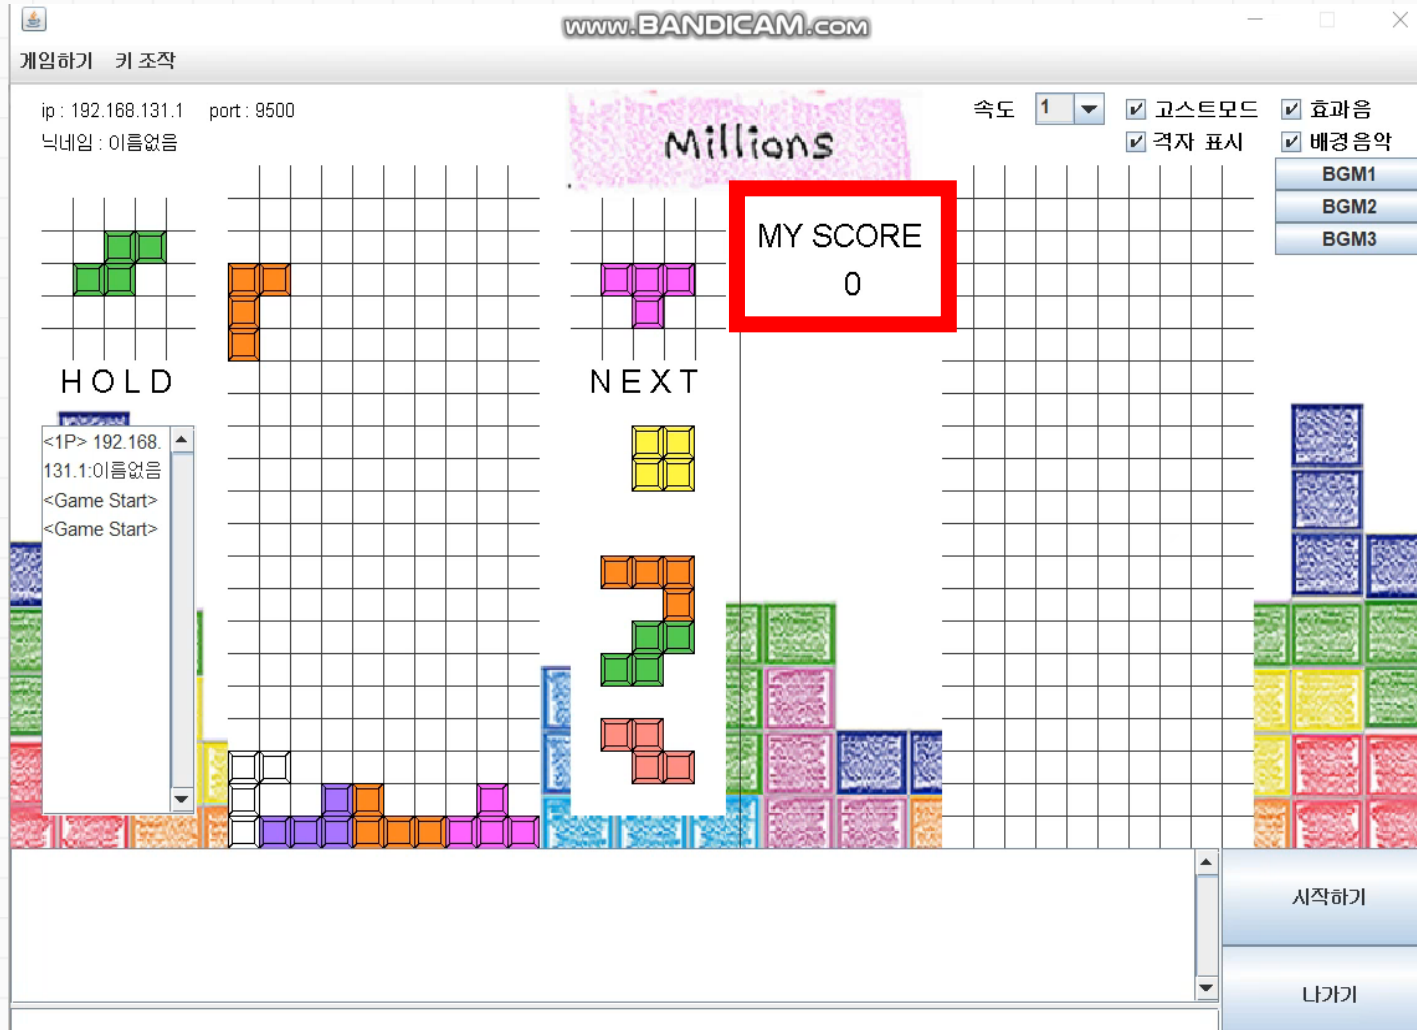 www.BANDICAM.com
게임하기 키 조작
ip : 192.168.131.1 port : 9500
닉네임 : 이름없음
Millions
속도 1 고스트모드 효과음
격자 표시 배경음악
BGM1
BGM2
BGM3
MY SCORE
0
HOLD
NEXT
<1P> 192.168.
131.1:이름없음
<Game Start>
<Game Start>
시작하기
나가기